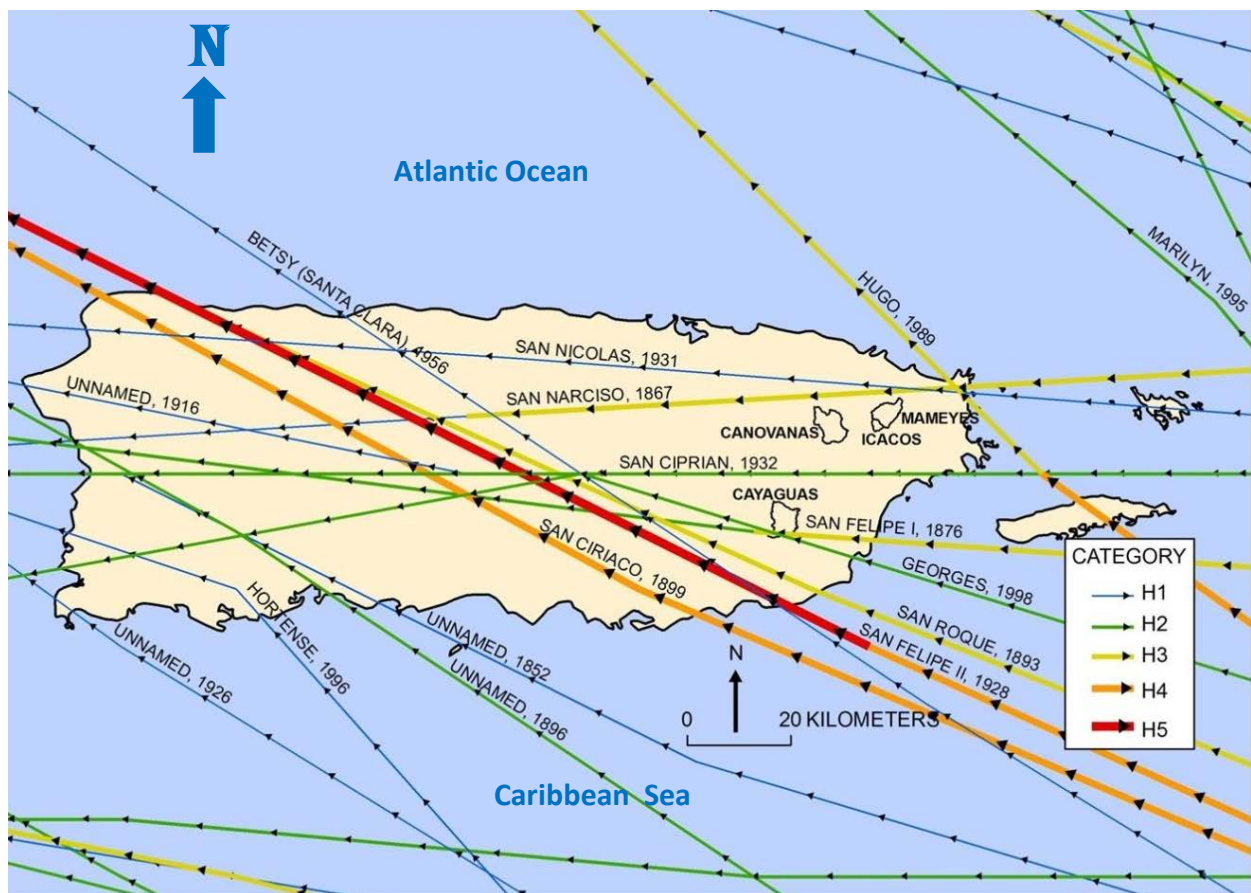 N
Atlantic Ocean
BETSY (SANTA CLARA) 1956
HUGO, 1989
MARILYN, 1995
SAN NICOLAS, 1931
UNNAMED, 1916
SAN NARCISO, 1867
CANOVANAS
MAMEYES
ICACOS
SAN CIPRIAN, 1932
CAYAGUAS
SAN FELIPE I, 1876
SAN CIRIACO, 1899
GEORGES, 1998
HORTENSE, 1996
UNNAMED, 1852
SAN ROQUE, 1893
UNNAMED, 1926
UNNAMED, 1896
SAN FELIPE II, 1928
N
0 20 KILOMETERS
Caribbean Sea
CATEGORY
H1
H2
H3
H4
H5